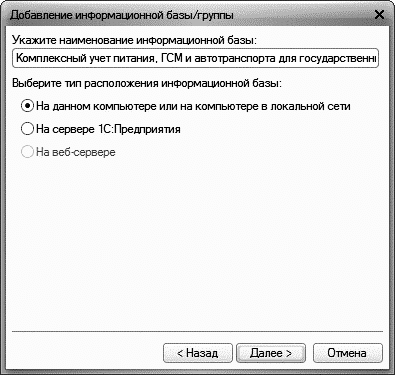 Добавление информационной базы/группы
Укажите наименование информационной базы:
Комплексный учет питания, ГСМ и автотранспорта для государственн
Выберите тип расположения информационной базы:
На данном компьютере или на компьютере в локальной сети
На сервере 1С:Предприятия
На веб-сервере
< Назад Далее > Отмена